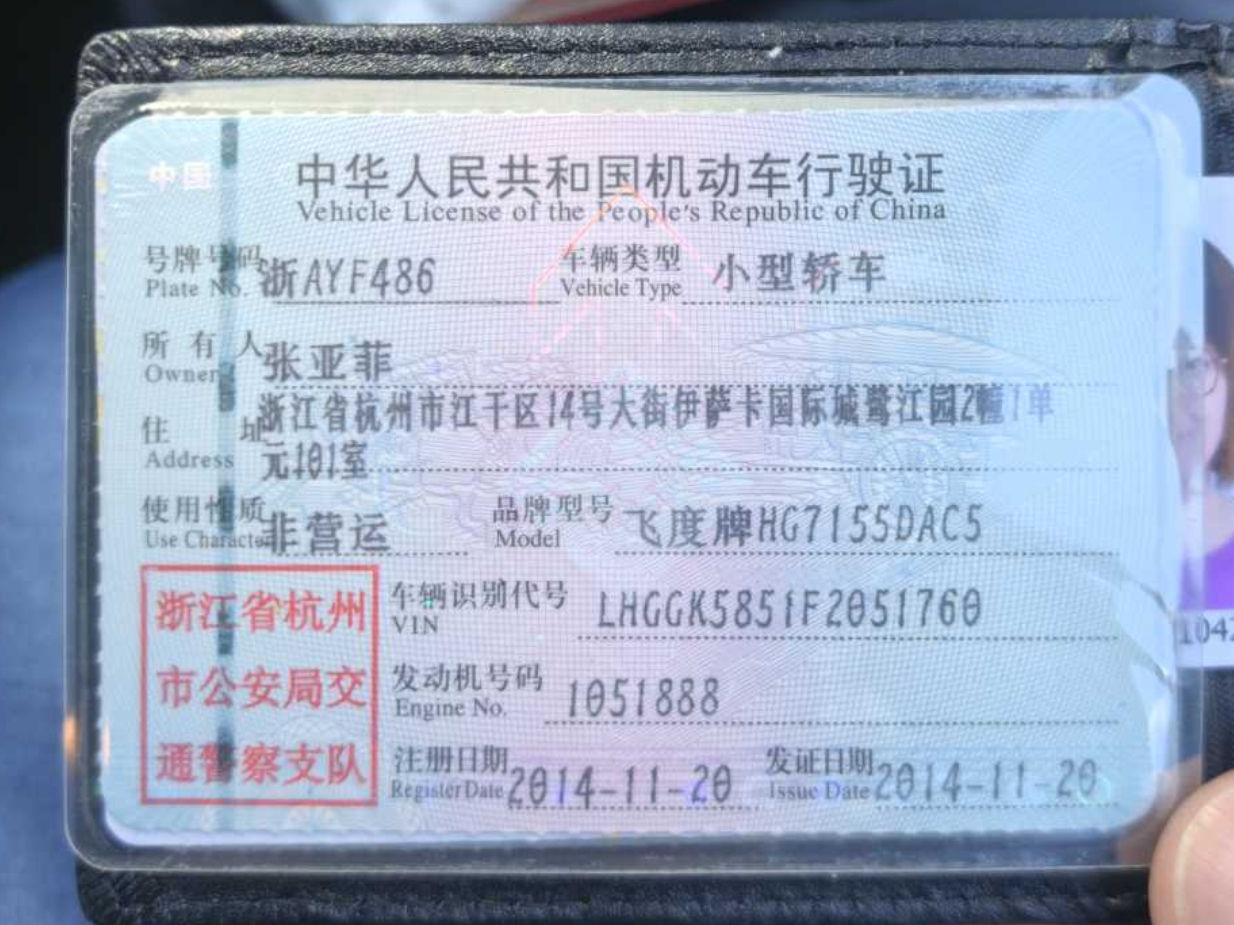 中国
中华人民共和国机动车行驶证
Vehicle License of the People's Republic of China
号牌号码 浙AYF486 车辆类型 小型轿车
Plate No. Vehicle Type
所有人 张亚菲
Owner
浙江省杭州市江干区14号大街伊萨卡国际城鹭江园2幢1单
住址
Address 元101室
使用性质 非营运 品牌型号 飞度牌HG7155DAC5
Use Character Model
浙江省杭州 车辆识别代号 LHGGK5851F2051760
VIN
市公安局交 发动机号码 1051888
Engine No.
通警察支队 注册日期 2014-11-20 发证日期 2014-11-20
Register Date Issue Date